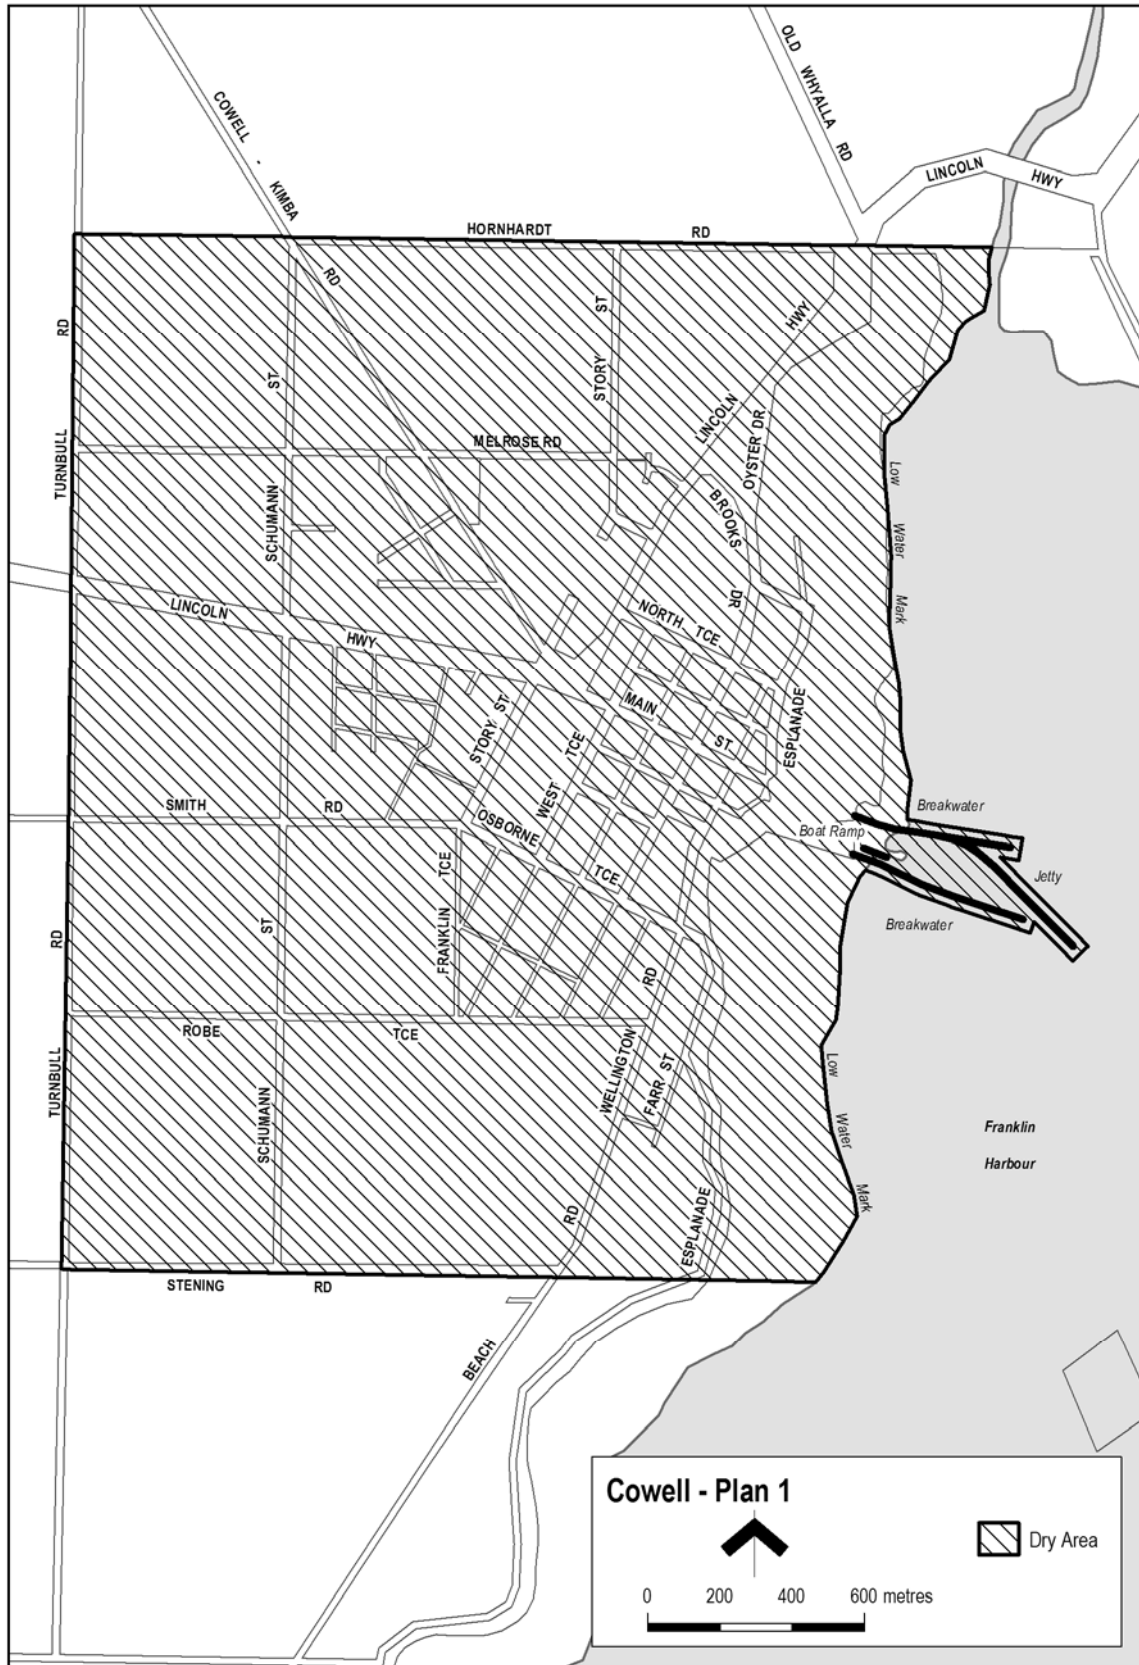 OLD WHYALLA RD
COWELL - KIMBA
RD
LINCOLN HWY
HORNHARDT RD
RD
TURNBULL
ST
STORY
HWY
LINCOLN
ST
SCHUMANN
MELROSE RD
OYSTER DR
BROOKS
DR
Low Water Mark
LINCOLN
HWY
NORTH TCE
MAIN
ST
ESPLANADE
STORY ST
WEST TCE
SMITH RD
OSBORNE
TCE
Breakwater
Boat Ramp
Jetty
Breakwater
TCE
FRANKLIN
RD
TURNBULL
ST
SCHUMANN
ROBE TCE
RD
WELLINGTON
FARR ST
Low Water Mark
Franklin
Harbour
ESPLANADE
RD
STENING RD
BEACH
Cowell - Plan 1
Dry Area
0 200 400 600 metres